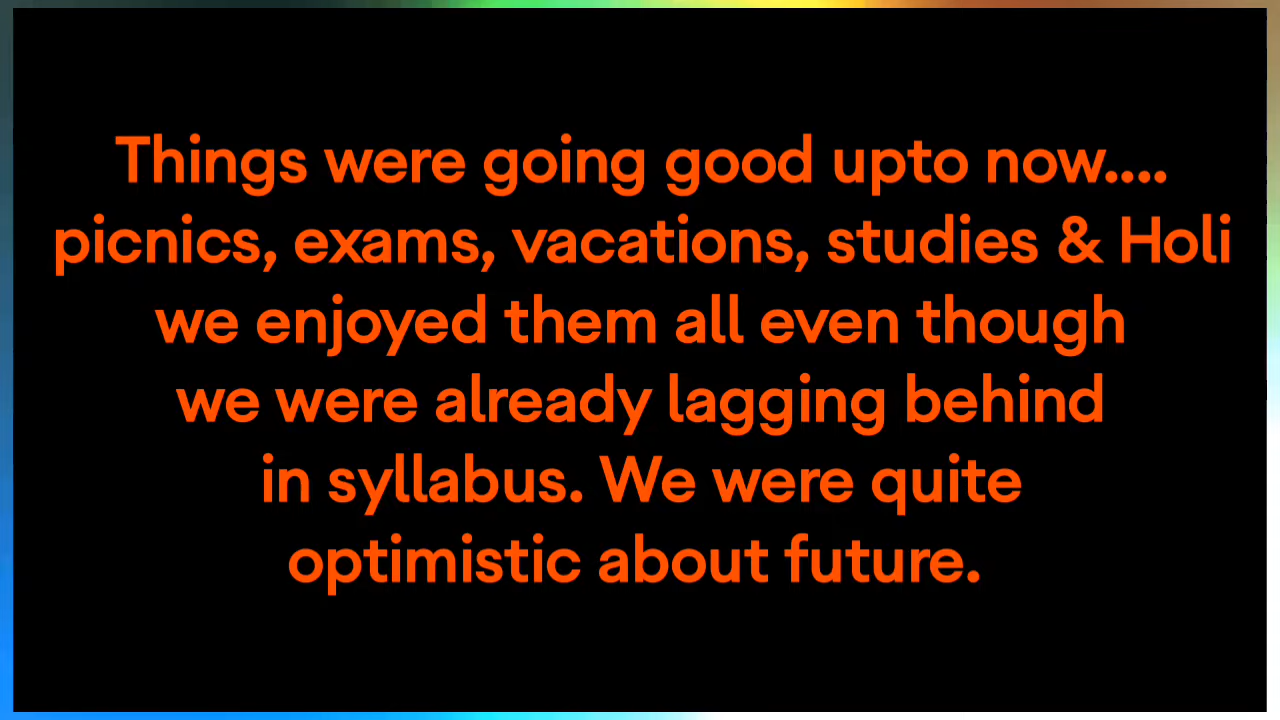 Things were going good upto now....
picnics, exams, vacations, studies & Holi
we enjoyed them all even though
we were already lagging behind
in syllabus. We were quite
optimistic about future.